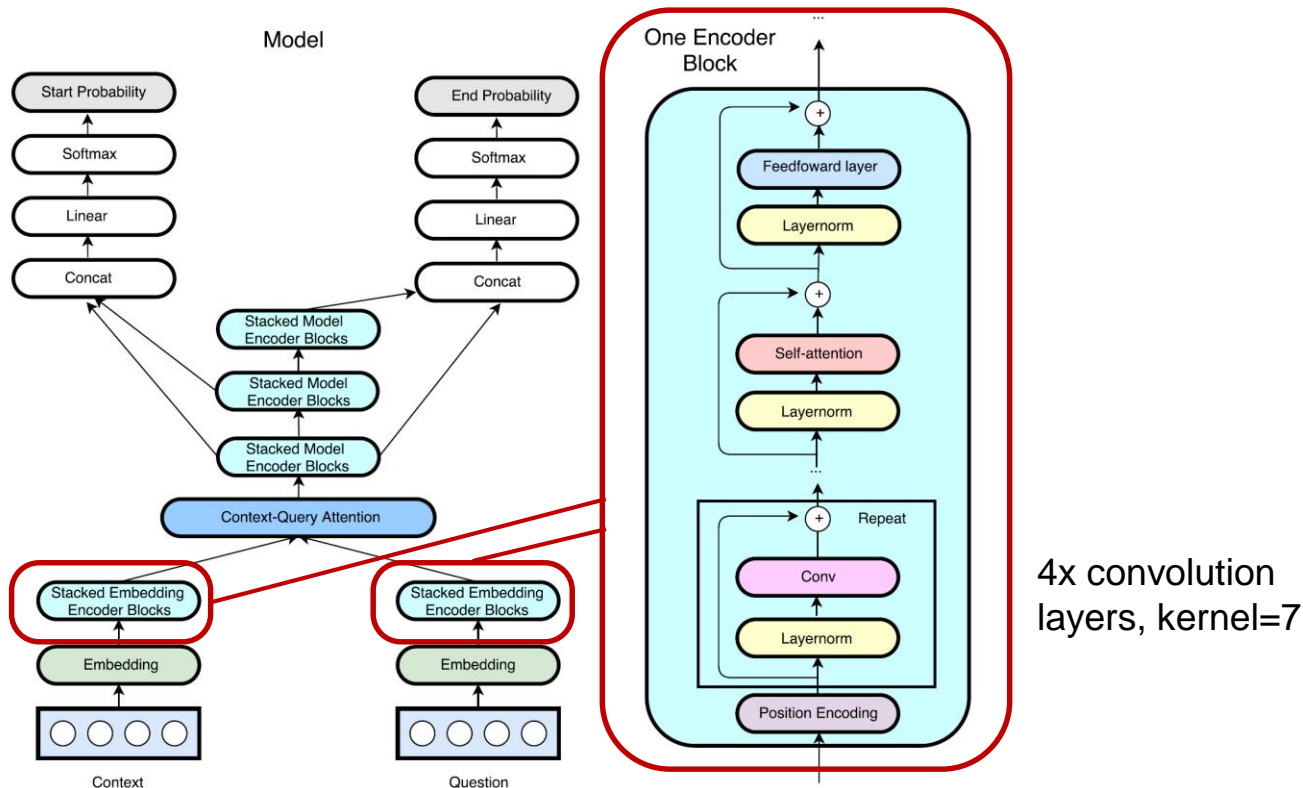 Model
Start Probability
Softmax
Linear
Concat
End Probability
Softmax
Linear
Concat
Stacked Model
Encoder Blocks
Stacked Model
Encoder Blocks
Stacked Model
Encoder Blocks
Context-Query Attention
Stacked Embedding
Encoder Blocks
Stacked Embedding
Encoder Blocks
Embedding
Embedding
Context
Question
...
One Encoder
Block
+
Feedfoward layer
Layernorm
+
Self-attention
Layernorm
...
+
Repeat
Conv
Layernorm
Position Encoding
4x convolution
layers, kernel=7